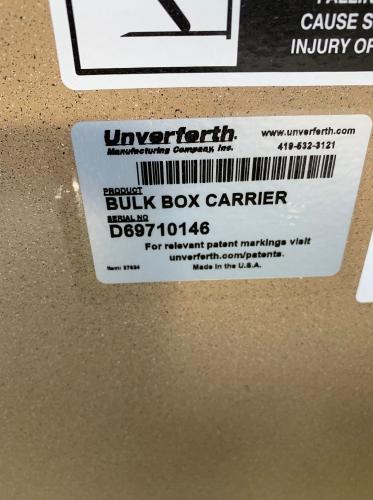 CAUSE S
INJURY OR
Unverferth
Manufacturing Company, Inc.
www.unverferth.com
419-532-3121
PRODUCT
BULK BOX CARRIER
SERIAL NO
D69710146
For relevant patent markings visit
unverferth.com/patents.
Made in the U.S.A.